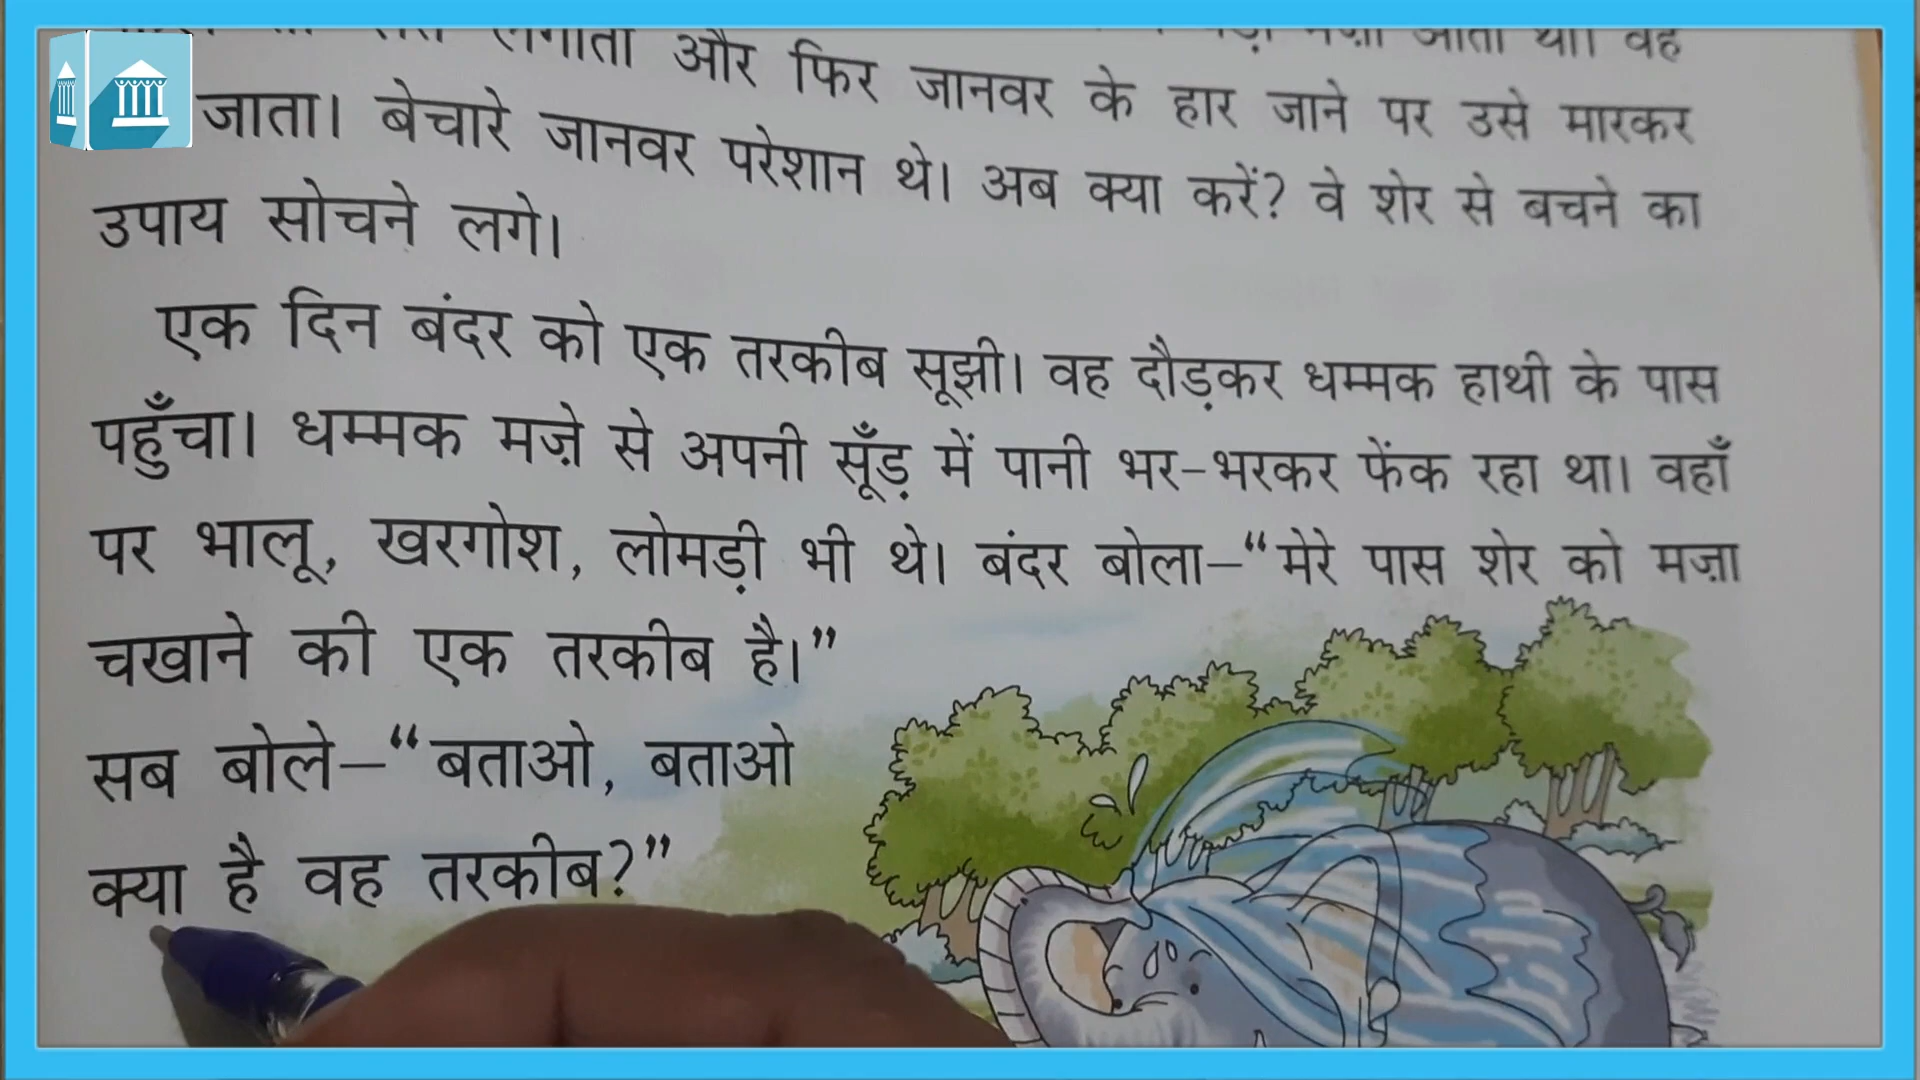 लगाता और फिर जानवर के हार जाने पर उसे मारकर
जाता। बेचारे जानवर परेशान थे। अब क्या करें? वे शेर से बचने का
उपाय सोचने लगे।
एक दिन बंदर को एक तरकीब सूझी। वह दौड़कर धम्मक हाथी के पास
पहुँचा। धम्मक मज़े से अपनी सूँड़ में पानी भर-भरकर फेंक रहा था। वहाँ
पर भालू, खरगोश, लोमड़ी भी थे। बंदर बोला–“मेरे पास शेर को मज़ा
चखाने की एक तरकीब है।”
सब बोले–“बताओ, बताओ
क्या है वह तरकीब?”